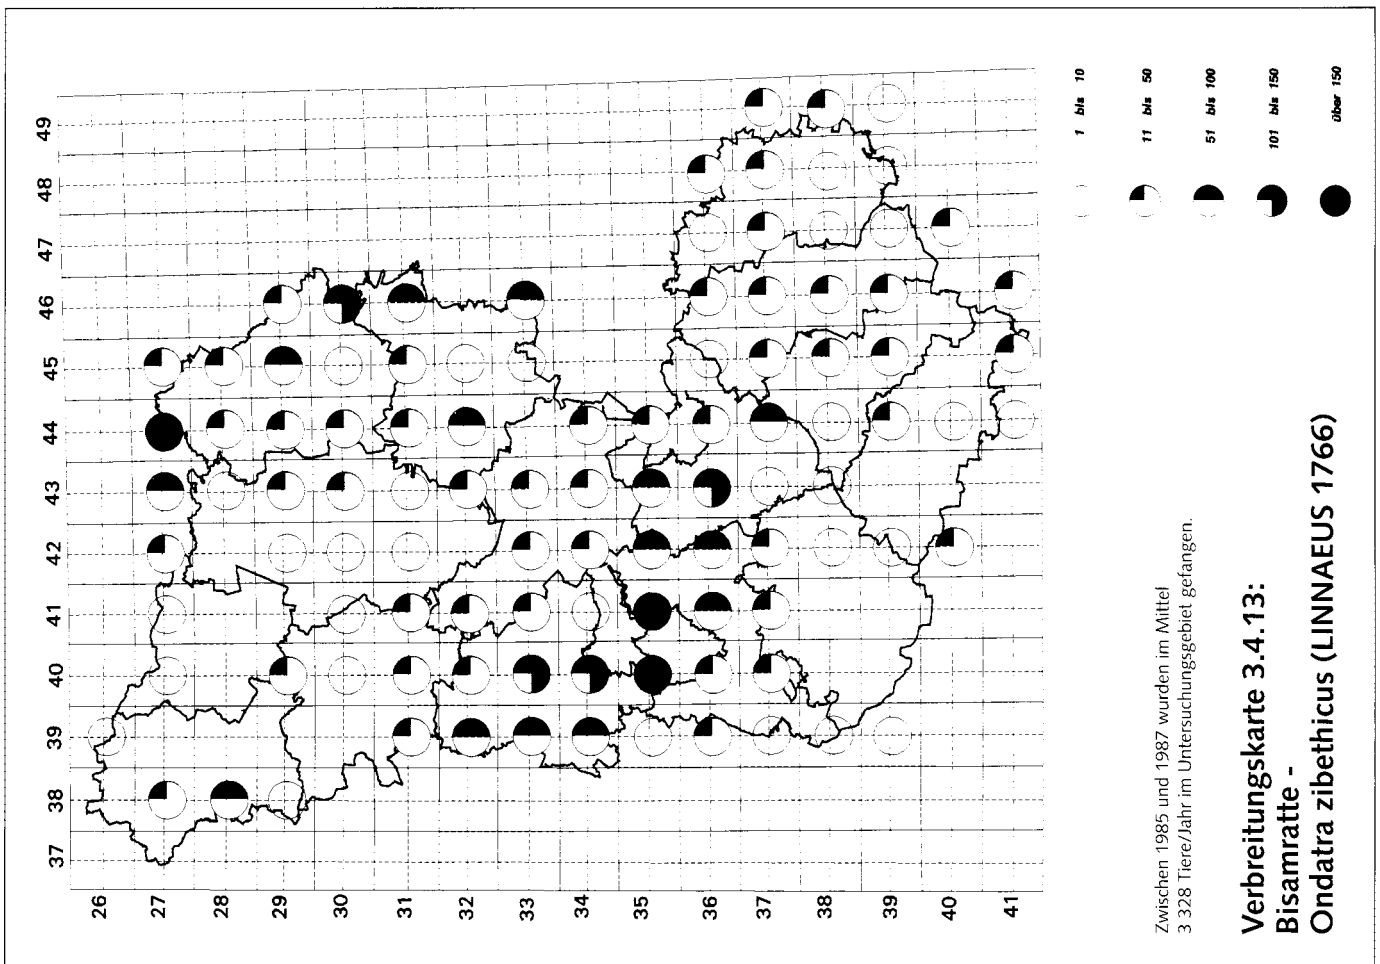 49
48
47
46
45
44
43
42
41
40
39
38
37
26
27
28
29
30
31
32
33
34
35
36
37
38
39
40
41
1 bis 10
11 bis 50
51 bis 100
101 bis 150
über 150
Zwischen 1985 und 1987 wurden im Mittel
3 328 Tiere/Jahr im Untersuchungsgebiet gefangen.
Verbreitungskarte 3.4.13:
Bisamratte -
Ondatra zibethicus (LINNAEUS 1766)